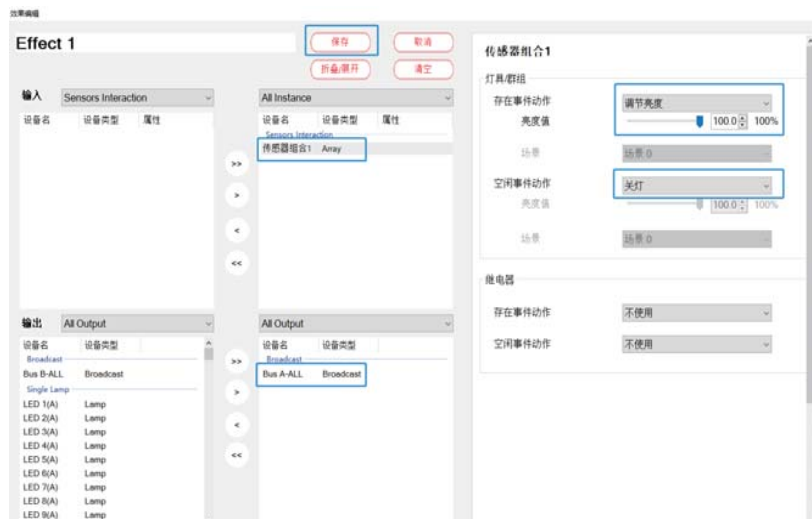 效果编辑
Effect 1
保存
取消
折叠/展开
清空
输入
Sensors Interaction
设备名 设备类型 属性
>>
>
<
<<
All Instance
设备名 设备类型 属性
Sensors Interaction
传感器组合1 Array
输出
All Output
设备名 设备类型
Broadcast
Bus B-ALL Broadcast
Single Lamp
LED 1(A) Lamp
LED 2(A) Lamp
LED 3(A) Lamp
LED 4(A) Lamp
LED 5(A) Lamp
LED 6(A) Lamp
LED 7(A) Lamp
LED 8(A) Lamp
LED 9(A) Lamp
>>
>
<
<<
All Output
设备名 设备类型
Broadcast
Bus A-ALL Broadcast
传感器组合1
灯具/群组
存在事件动作 调节亮度
亮度值 100.0 100%
场景 场景 0
空闲事件动作 关灯
亮度值 100.0 100%
场景 场景 0
继电器
存在事件动作 不使用
空闲事件动作 不使用